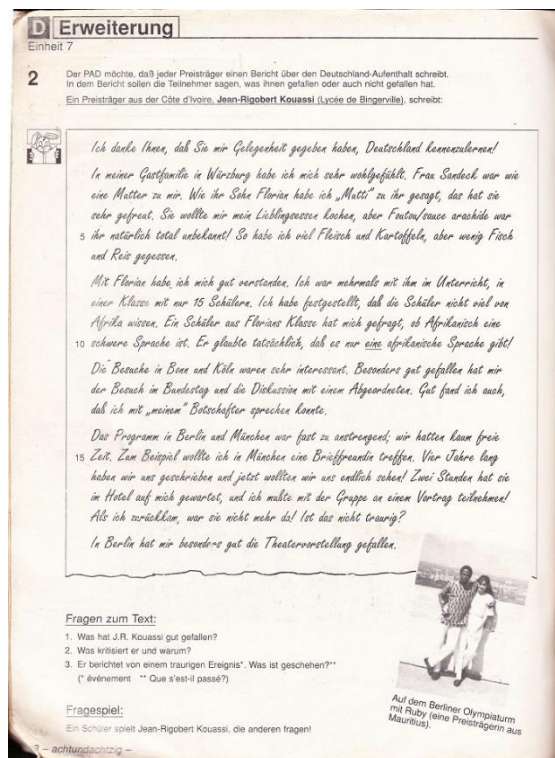 D Erweiterung
Einheit 7
2
Der PAD möchte, daß jeder Preisträger einen Bericht über den Deutschland-Aufenthalt schreibt.
In dem Bericht sollen die Teilnehmer sagen, was ihnen gefallen oder auch nicht gefallen hat.
Ein Preisträger aus der Côte d'Ivoire, Jean-Rigobert Kouassi (Lycée de Bingerville), schreibt:
Ich danke Ihnen, daß Sie mir Gelegenheit gegeben haben, Deutschland kennenzulernen!
In meiner Gastfamilie in Würzburg habe ich mich sehr wohlgefühlt. Frau Sandeck war wie
eine Mutter zu mir. Wie ihr Sohn Florian habe ich „Mutti" zu ihr gesagt, das hat sie
sehr gefreut. Sie wollte mir mein Lieblingsessen kochen, aber Foutou/sauce arachide war
5 ihr natürlich total unbekannt! So habe ich viel Fleisch und Kartoffeln, aber wenig Fisch
und Reis gegessen.
Mit Florian habe ich mich gut verstanden. Ich war mehrmals mit ihm im Unterricht, in
einer Klasse mit nur 15 Schülern. Ich habe festgestellt, daß die Schüler nicht viel von
Afrika wissen. Ein Schüler aus Florians Klasse hat mich gefragt, ob Afrikanisch eine
10 schwere Sprache ist. Er glaubte tatsächlich, daß es nur eine afrikanische Sprache gibt!
Die Besuche in Bonn und Köln waren sehr interessant. Besonders gut gefallen hat mir
der Besuch im Bundestag und die Diskussion mit einem Abgeordneten. Gut fand ich auch,
daß ich mit „meinem" Botschafter sprechen konnte.
Das Programm in Berlin und München war fast zu anstrengend; wir hatten kaum freie
15 Zeit. Zum Beispiel wollte ich in München eine Brieffreundin treffen. Vier Jahre lang
haben wir uns geschrieben und jetzt wollten wir uns endlich sehen! Zwei Stunden hat sie
im Hotel auf mich gewartet, und ich mußte mit der Gruppe an einem Vortrag teilnehmen!
Als ich zurückkam, war sie nicht mehr da! Ist das nicht traurig?
In Berlin hat mir besonders gut die Theatervorstellung gefallen.
Fragen zum Text:
1. Was hat J.R. Kouassi gut gefallen?
2. Was kritisiert er und warum?
3. Er berichtet von einem traurigen Ereignis*. Was ist geschehen?**
(* événement ** Que s'est-il passé?)
Fragespiel:
Ein Schüler spielt Jean-Rigobert Kouassi, die anderen fragen!
Auf dem Berliner Olympiaturm
mit Ruby (eine Preisträgerin aus
Mauritius).
– achtundachtzig –